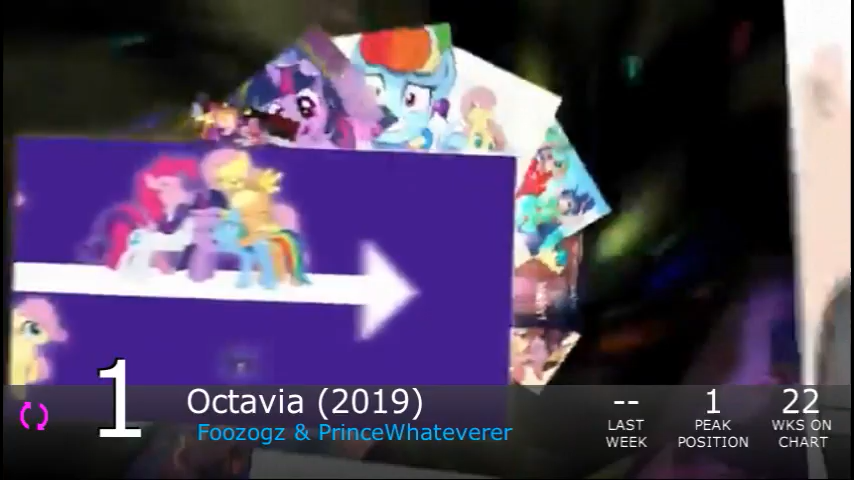 1
Octavia (2019)
Foozogz & PrinceWhateverer
--
LAST
WEEK
1
PEAK
POSITION
22
WKS ON
CHART